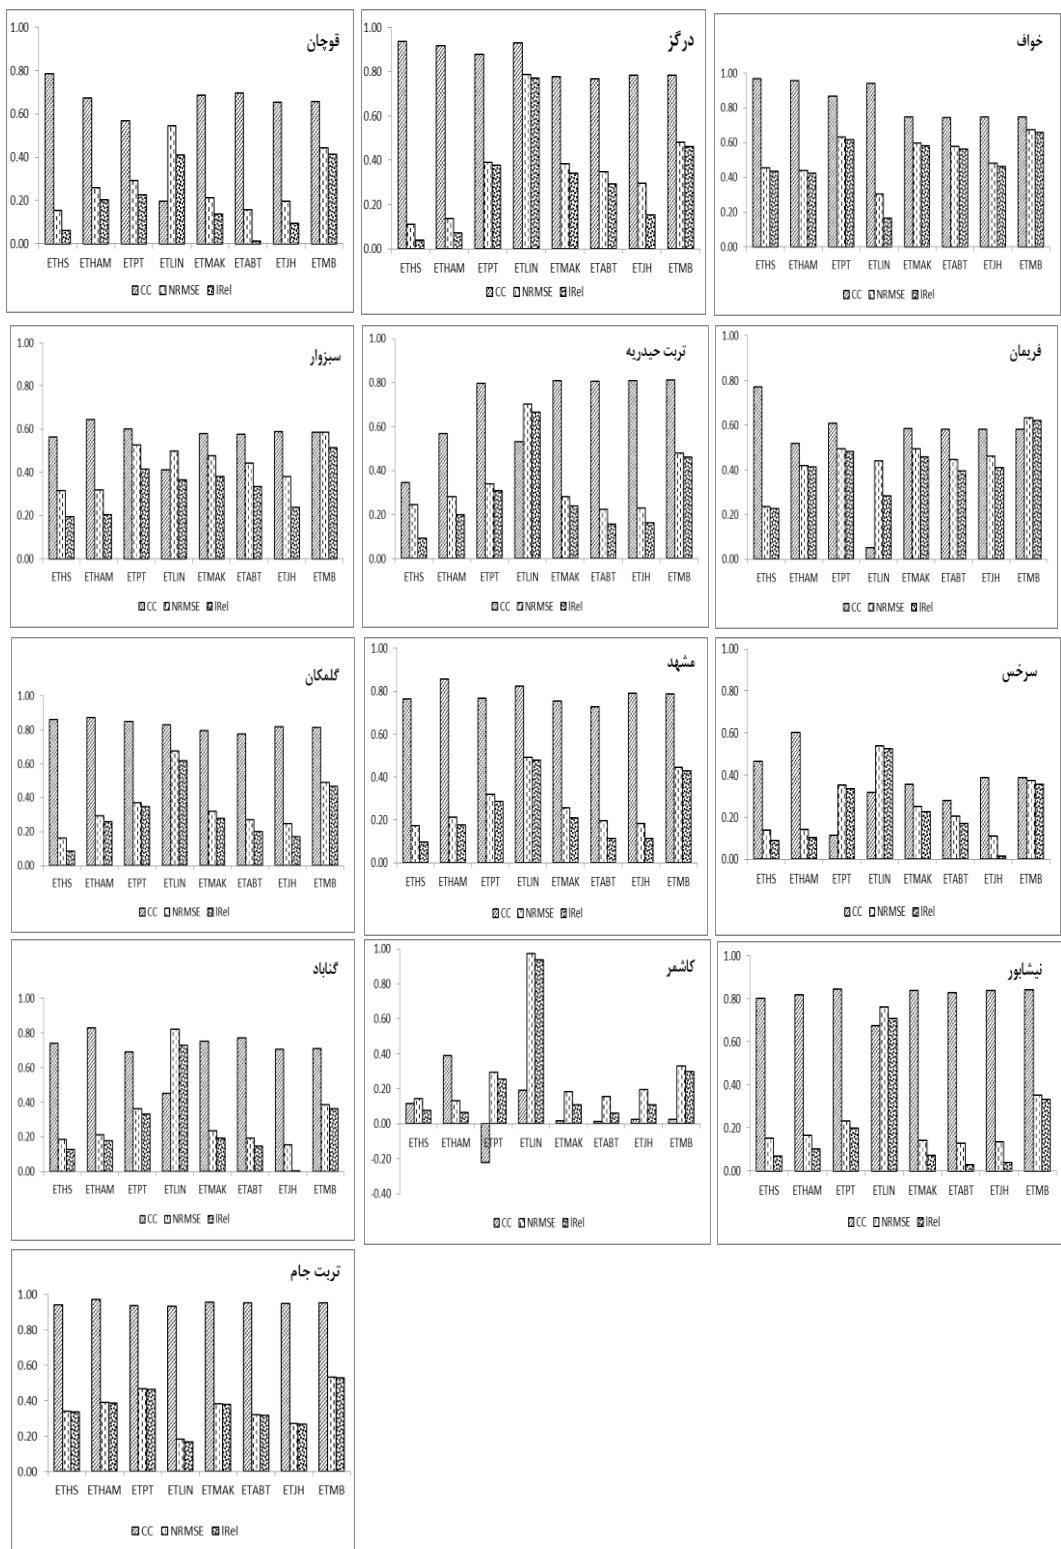 قوچان
1.00
0.80
0.60
0.40
0.20
0.00
ETHS ETHAM ETPT ETLIN ETMAK ETABT ETJH ETMB
CC NRMSE lRel
درگز
1.00
0.80
0.60
0.40
0.20
0.00
ETHS ETHAM ETPT ETLIN ETMAK ETABT ETJH ETMB
CC NRMSE lRel
خواف
1.00
0.80
0.60
0.40
0.20
0.00
ETHS ETHAM ETPT ETLIN ETMAK ETABT ETJH ETMB
CC NRMSE lRel
سبزوار
1.00
0.80
0.60
0.40
0.20
0.00
ETHS ETHAM ETPT ETLIN ETMAK ETABT ETJH ETMB
CC NRMSE lRel
تربت حیدریه
1.00
0.80
0.60
0.40
0.20
0.00
ETHS ETHAM ETPT ETLIN ETMAK ETABT ETJH ETMB
CC NRMSE lRel
فریمان
1.00
0.80
0.60
0.40
0.20
0.00
ETHS ETHAM ETPT ETLIN ETMAK ETABT ETJH ETMB
CC NRMSE lRel
گلمکان
1.00
0.80
0.60
0.40
0.20
0.00
ETHS ETHAM ETPT ETLIN ETMAK ETABT ETJH ETMB
CC NRMSE lRel
مشهد
1.00
0.80
0.60
0.40
0.20
0.00
ETHS ETHAM ETPT ETLIN ETMAK ETABT ETJH ETMB
CC NRMSE lRel
سرخس
1.00
0.80
0.60
0.40
0.20
0.00
ETHS ETHAM ETPT ETLIN ETMAK ETABT ETJH ETMB
CC NRMSE lRel
گناباد
1.00
0.80
0.60
0.40
0.20
0.00
ETHS ETHAM ETPT ETLIN ETMAK ETABT ETJH ETMB
CC NRMSE lRel
کاشمر
1.00
0.80
0.60
0.40
0.20
0.00
-0.20
-0.40
ETHS ETHAM ETPT ETLIN ETMAK ETABT ETJH ETMB
CC NRMSE lRel
نیشابور
1.00
0.80
0.60
0.40
0.20
0.00
ETHS ETHAM ETPT ETLIN ETMAK ETABT ETJH ETMB
CC NRMSE lRel
تربت جام
1.00
0.80
0.60
0.40
0.20
0.00
ETHS ETHAM ETPT ETLIN ETMAK ETABT ETJH ETMB
CC NRMSE lRel